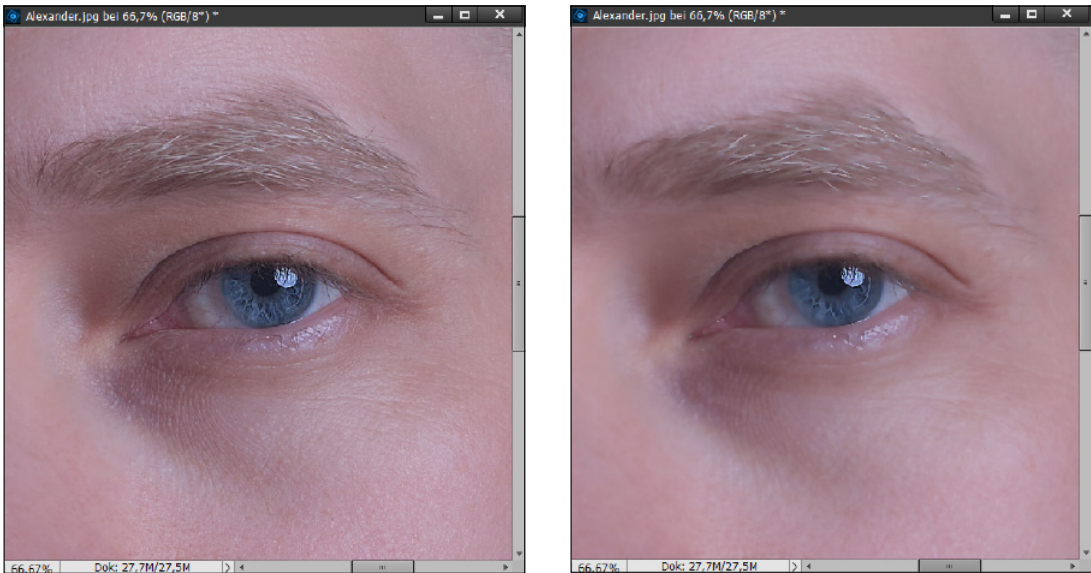 Alexander.jpg bei 66,7% (RGB/8*) *
Alexander.jpg bei 66,7% (RGB/8*) *
66,67% Dok: 27,7M/27,5M
66,67% Dok: 27,7M/27,5M